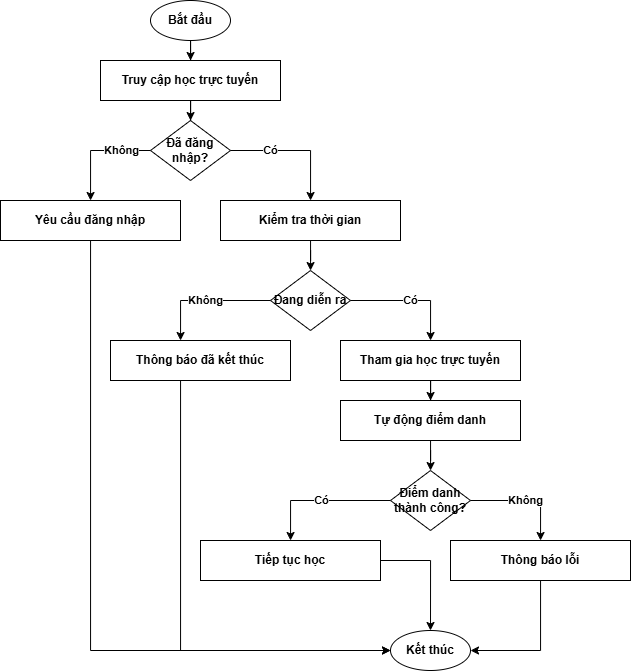 Bắt đầu
Truy cập học trực tuyến
Đã đăng
nhập?
Không
Có
Yêu cầu đăng nhập
Kiểm tra thời gian
Đang diễn ra
Không
Có
Thông báo đã kết thúc
Tham gia học trực tuyến
Tự động điểm danh
Điểm danh
thành công?
Có
Không
Tiếp tục học
Thông báo lỗi
Kết thúc